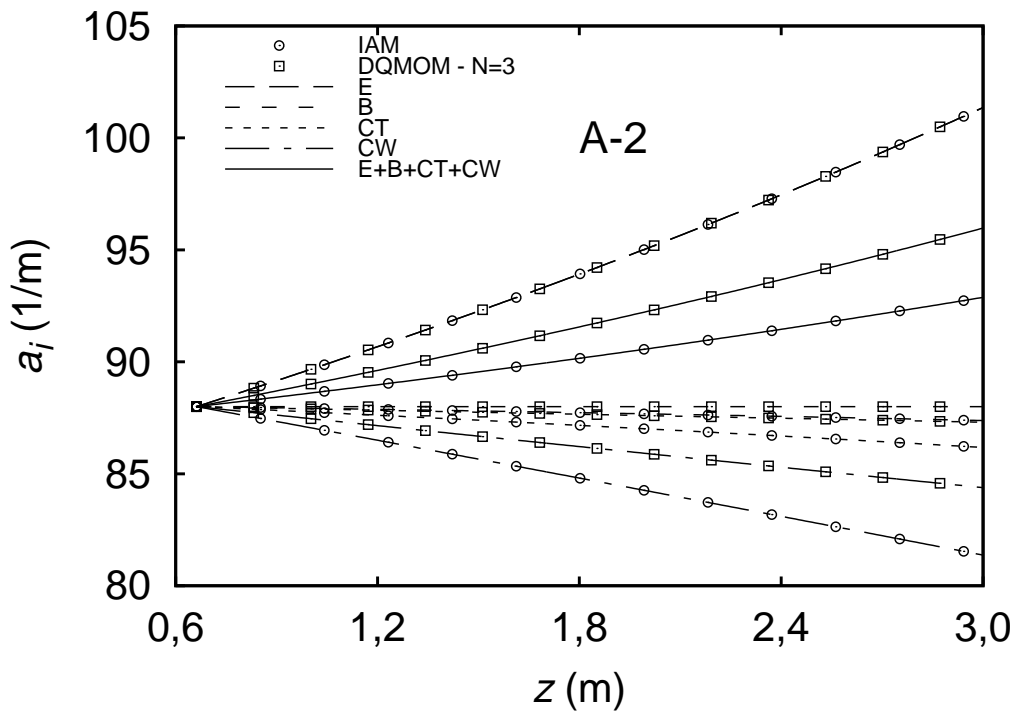 105
100
95
90
85
80
a_i (1/m)
IAM
DQMOM - N=3
E
B
CT
CW
E+B+CT+CW
A-2
0,6 1,2 1,8 2,4 3,0
z (m)